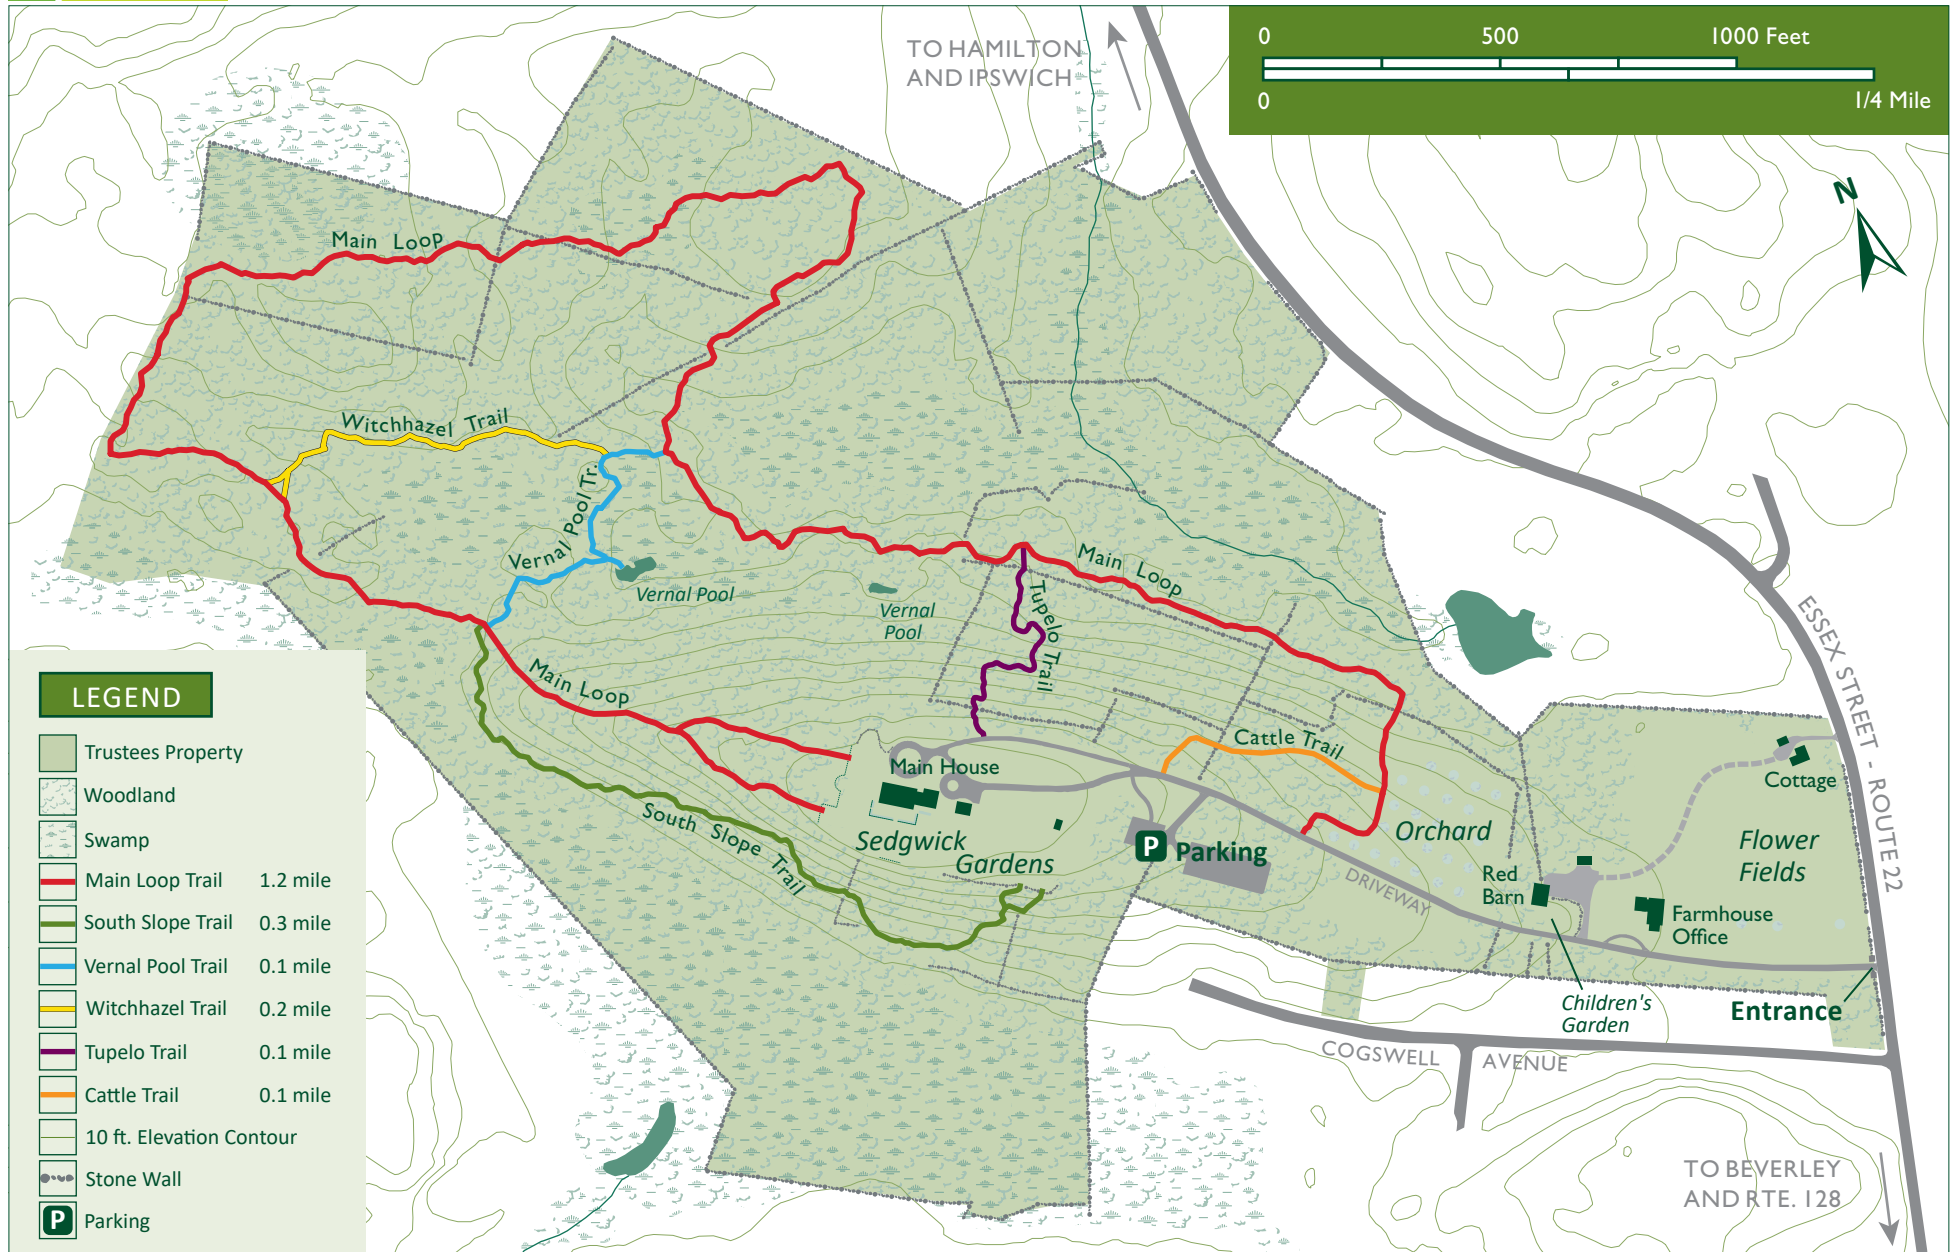 TO HAMILTON
AND IPSWICH
0 500 1000 Feet
0 1/4 Mile
N
Main Loop
Witchhazel Trail
Vernal Pool Tr.
Vernal Pool
Vernal
Pool
Main Loop
Tupelo Trail
Main Loop
Cattle Trail
Main House
South Slope Trail
Sedgwick
Gardens
P Parking
Orchard
DRIVEWAY
Red
Barn
Cottage
Flower
Fields
Farmhouse
Office
Children's
Garden
Entrance
ESSEX STREET - ROUTE 22
COGSWELL AVENUE
TO BEVERLEY
AND RTE. 128
LEGEND
Trustees Property
Woodland
Swamp
Main Loop Trail 1.2 mile
South Slope Trail 0.3 mile
Vernal Pool Trail 0.1 mile
Witchhazel Trail 0.2 mile
Tupelo Trail 0.1 mile
Cattle Trail 0.1 mile
10 ft. Elevation Contour
Stone Wall
P Parking